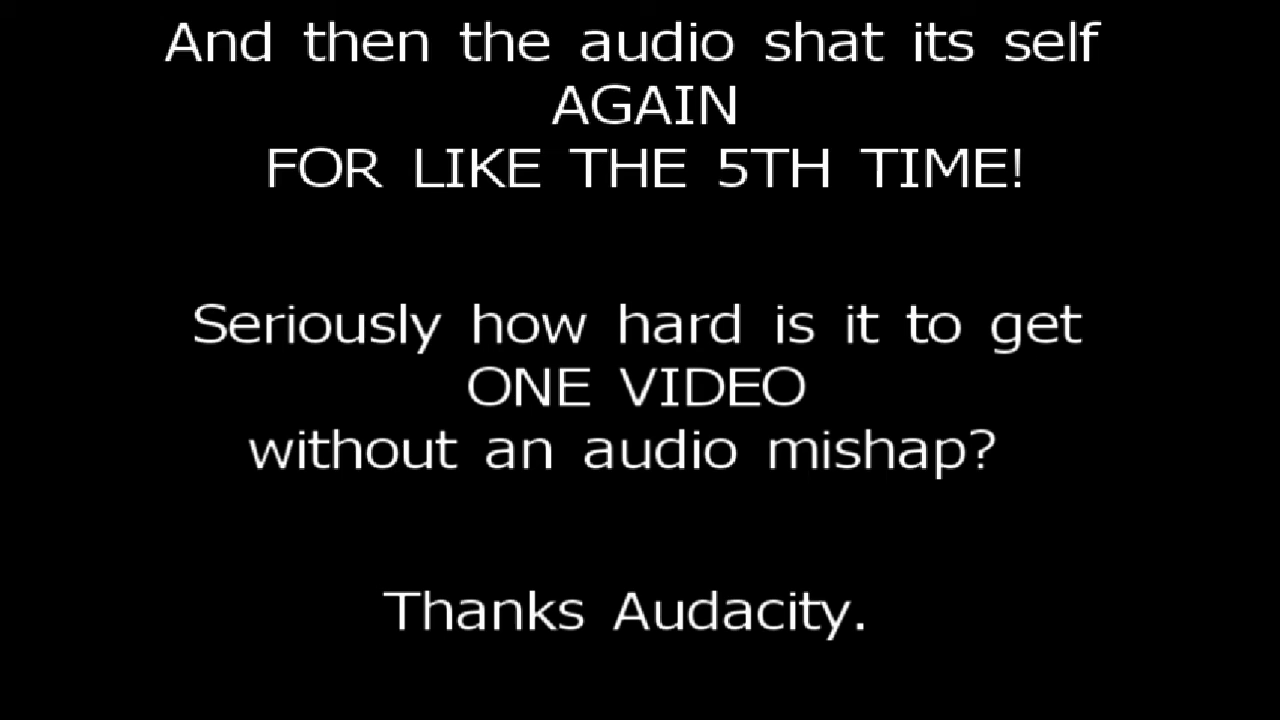 And then the audio shat its self
AGAIN
FOR LIKE THE 5TH TIME!
Seriously how hard is it to get
ONE VIDEO
without an audio mishap?
Thanks Audacity.